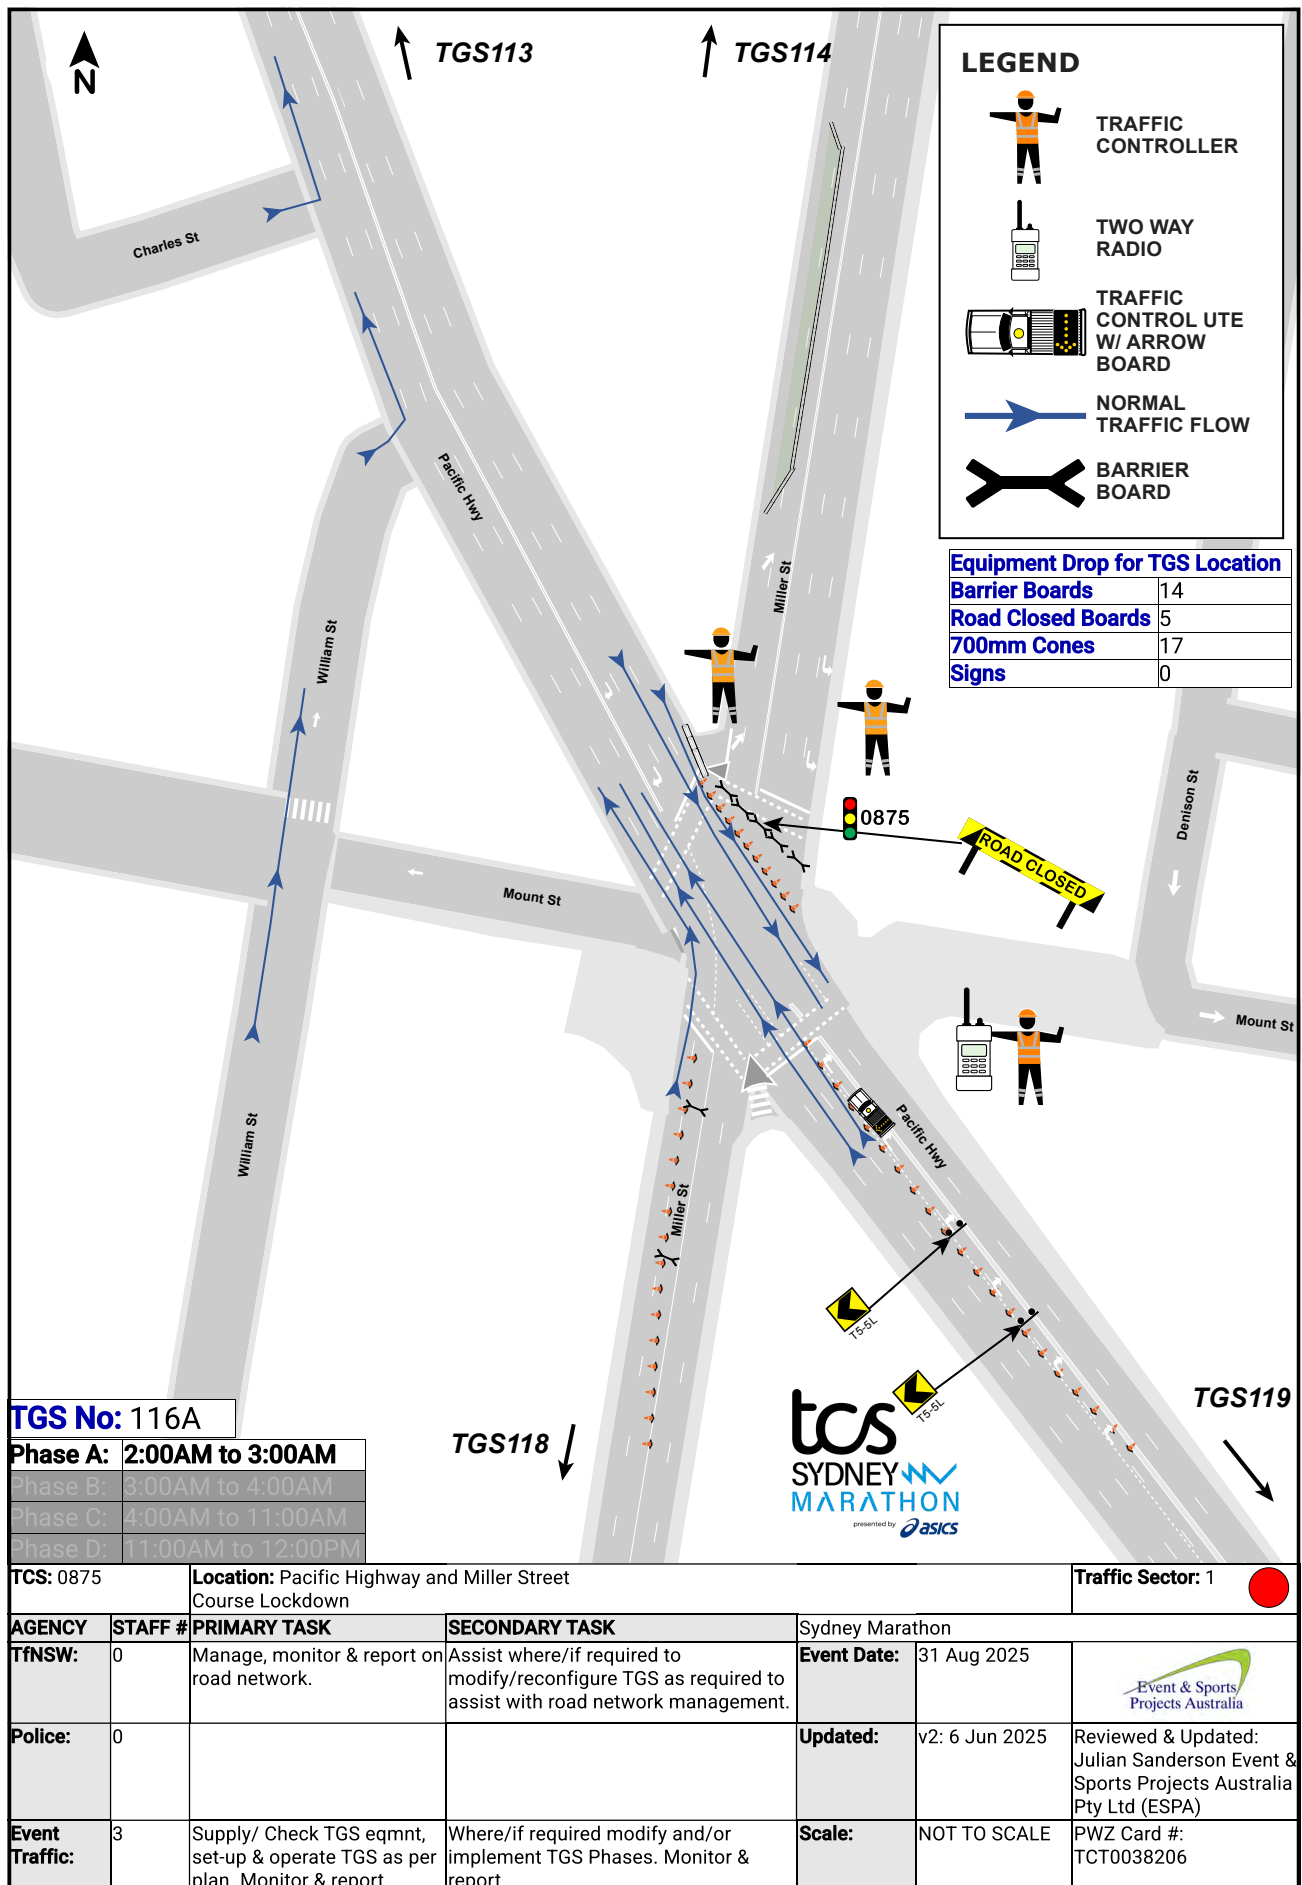 TGS113
TGS114
N
LEGEND
TRAFFIC
CONTROLLER
TWO WAY
RADIO
TRAFFIC
CONTROL UTE
W/ ARROW
BOARD
NORMAL
TRAFFIC FLOW
BARRIER
BOARD
Charles St
Pacific Hwy
Miller St
William St
Equipment Drop for TGS Location
Barrier Boards 14
Road Closed Boards 5
700mm Cones 17
Signs 0
Denison St
0875
ROAD CLOSED
Mount St
Mount St
William St
Pacific Hwy
Miller St
T5-5L
T5-5L
TGS119
TGS118
tcs
SYDNEY
MARATHON
presented by asics
TGS No: 116A
Phase A: 2:00AM to 3:00AM
Phase B: 3:00AM to 4:00AM
Phase C: 4:00AM to 11:00AM
Phase D: 11:00AM to 12:00PM
TCS: 0875
Location: Pacific Highway and Miller Street
Course Lockdown
Traffic Sector: 1
AGENCY STAFF # PRIMARY TASK SECONDARY TASK
Sydney Marathon
TfNSW: 0
Manage, monitor & report on
road network.
Assist where/if required to
modify/reconfigure TGS as required to
assist with road network management.
Event Date: 31 Aug 2025
Event & Sports
Projects Australia
Police: 0
Updated: v2: 6 Jun 2025
Reviewed & Updated:
Julian Sanderson Event &
Sports Projects Australia
Pty Ltd (ESPA)
Event
Traffic:
3
Supply/ Check TGS eqmnt,
set-up & operate TGS as per
plan. Monitor & report
Where/if required modify and/or
implement TGS Phases. Monitor &
report
Scale: NOT TO SCALE
PWZ Card #:
TCT0038206